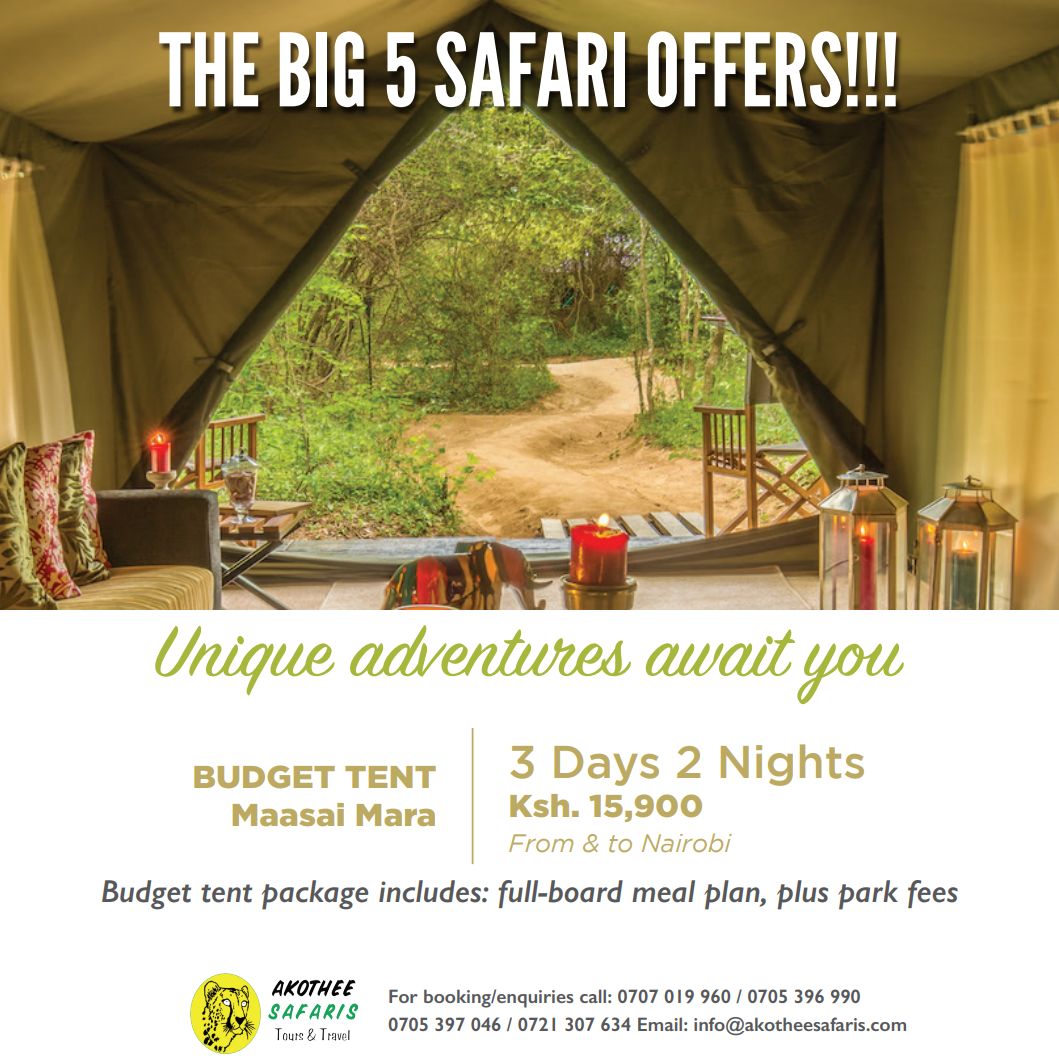 THE BIG 5 SAFARI OFFERS!!!
Unique adventures await you
BUDGET TENT
Maasai Mara
3 Days 2 Nights
Ksh. 15,900
From & to Nairobi
Budget tent package includes: full-board meal plan, plus park fees
AKOTHEE
SAFARIS
Tours & Travel
For booking/enquiries call: 0707 019 960 / 0705 396 990
0705 397 046 / 0721 307 634 Email: info@akotheesafaris.com